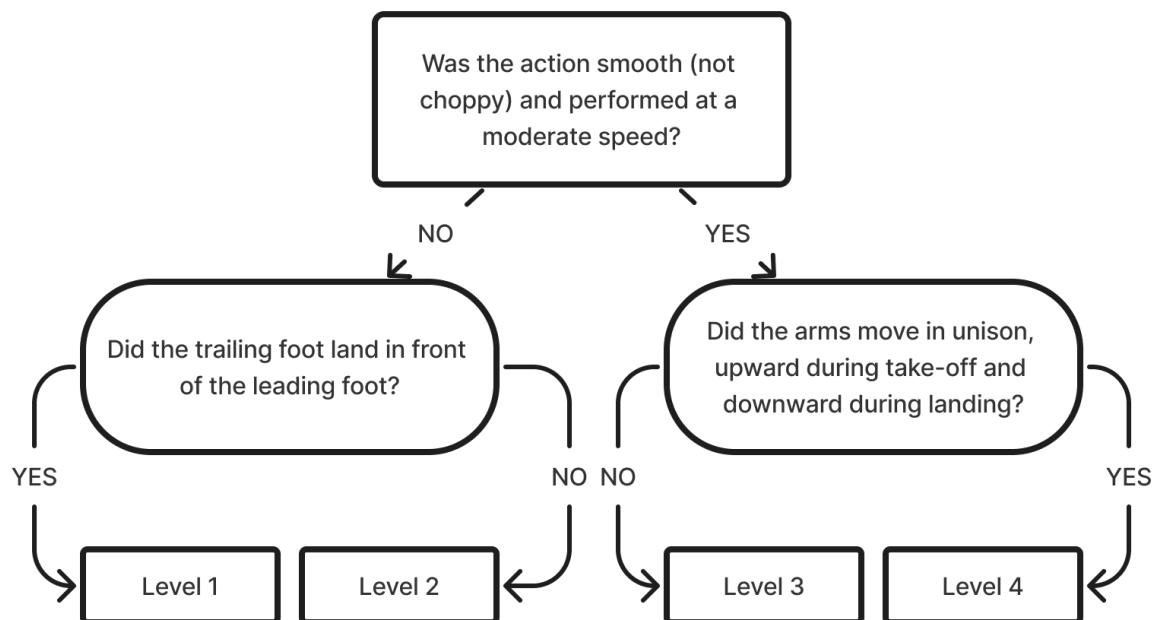 Was the action smooth (not
choppy) and performed at a
moderate speed?
NO
YES
Did the trailing foot land in front
of the leading foot?
Did the arms move in unison,
upward during take-off and
downward during landing?
YES
NO
NO
YES
Level 1
Level 2
Level 3
Level 4